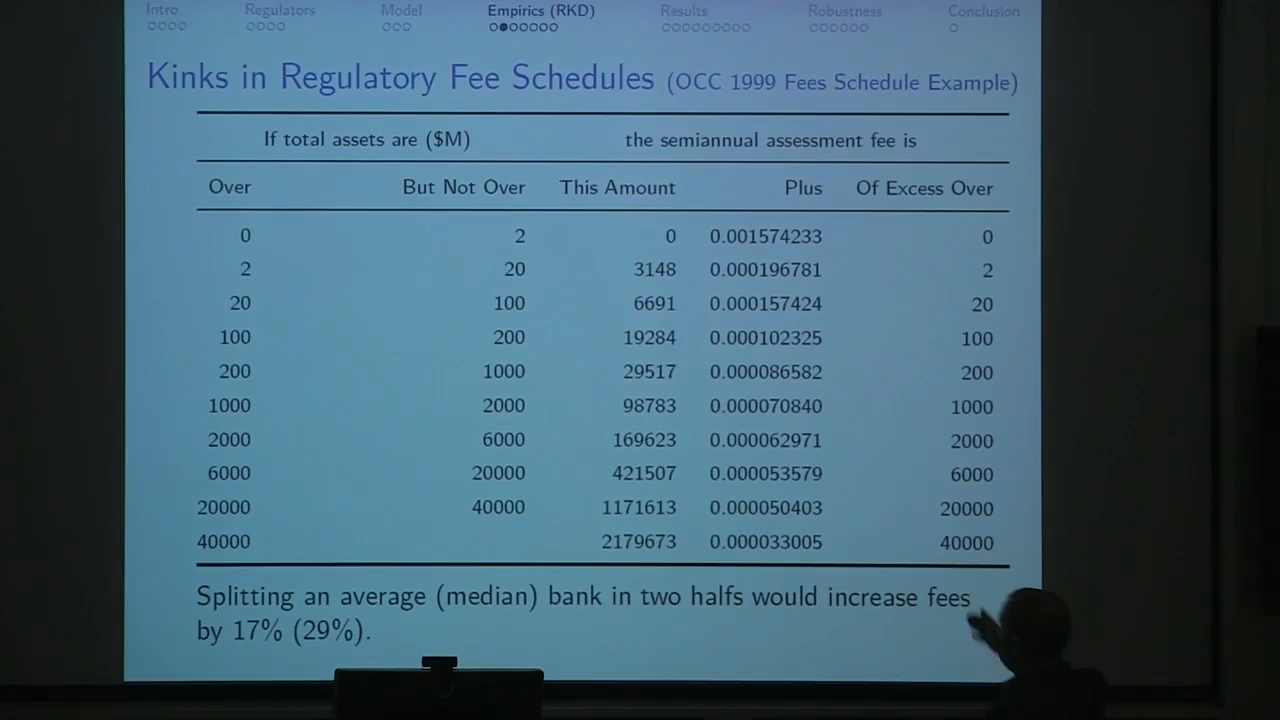 Intro Regulators Model Empirics (RKD) Results Robustness Conclusion
Kinks in Regulatory Fee Schedules (OCC 1999 Fees Schedule Example)
If total assets are ($M) the semiannual assessment fee is
Over But Not Over This Amount Plus Of Excess Over
0 2 0 0.001574233 0
2 20 3148 0.000196781 2
20 100 6691 0.000157424 20
100 200 19284 0.000102325 100
200 1000 29517 0.000086582 200
1000 2000 98783 0.000070840 1000
2000 6000 169623 0.000062971 2000
6000 20000 421507 0.000053579 6000
20000 40000 1171613 0.000050403 20000
40000 2179673 0.000033005 40000
Splitting an average (median) bank in two halfs would increase fees
by 17% (29%).